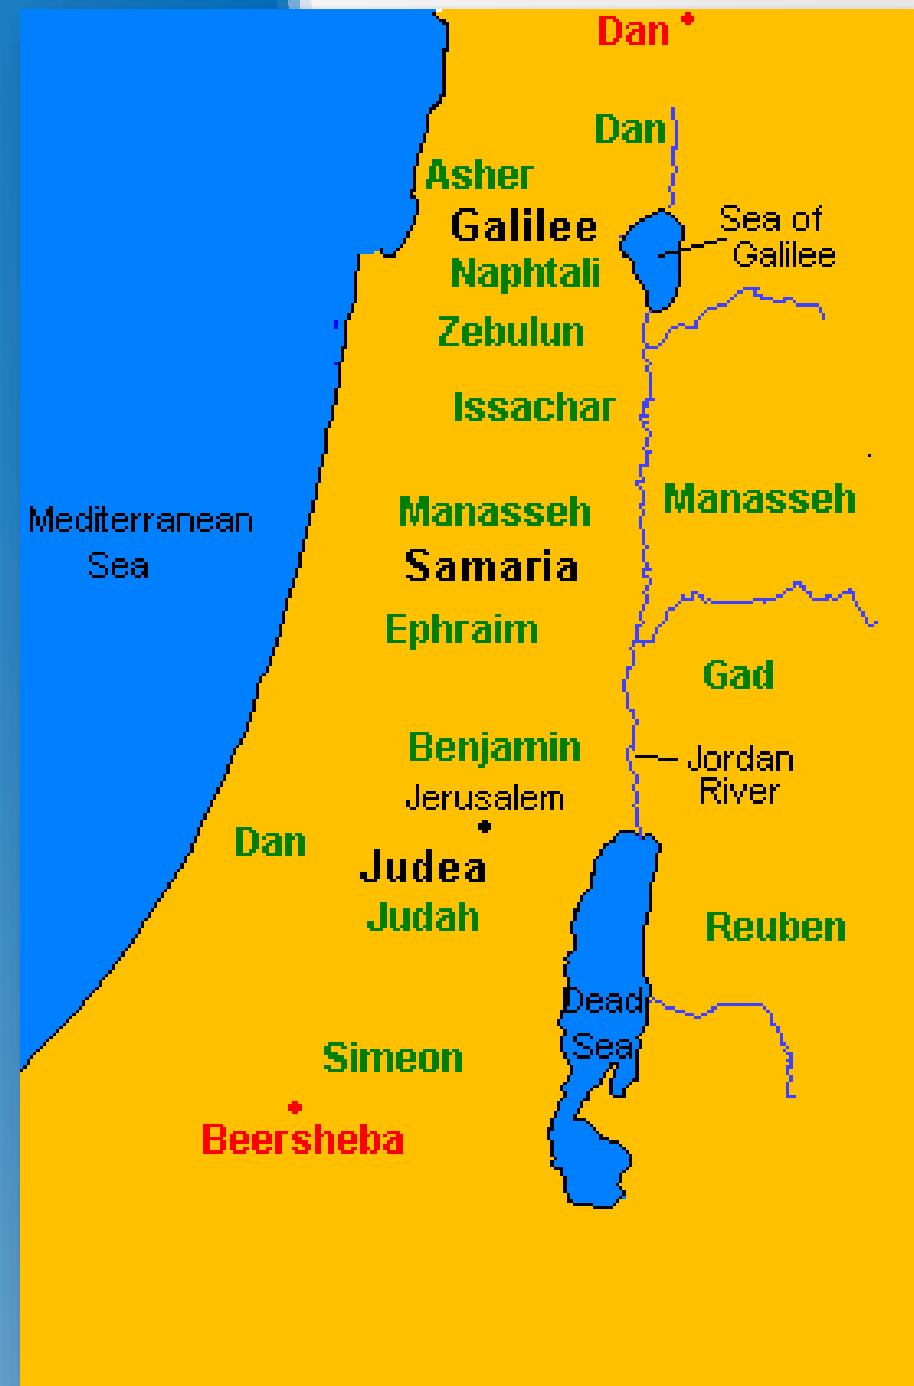 Dan
Dan
Asher
Galilee
Sea of
Galilee
Naphtali
Zebulun
Issachar
Manasseh
Manasseh
Mediterranean
Sea
Samaria
Ephraim
Gad
Benjamin
Jordan
River
Jerusalem
Dan
Judea
Judah
Reuben
Dead
Sea
Simeon
Beersheba